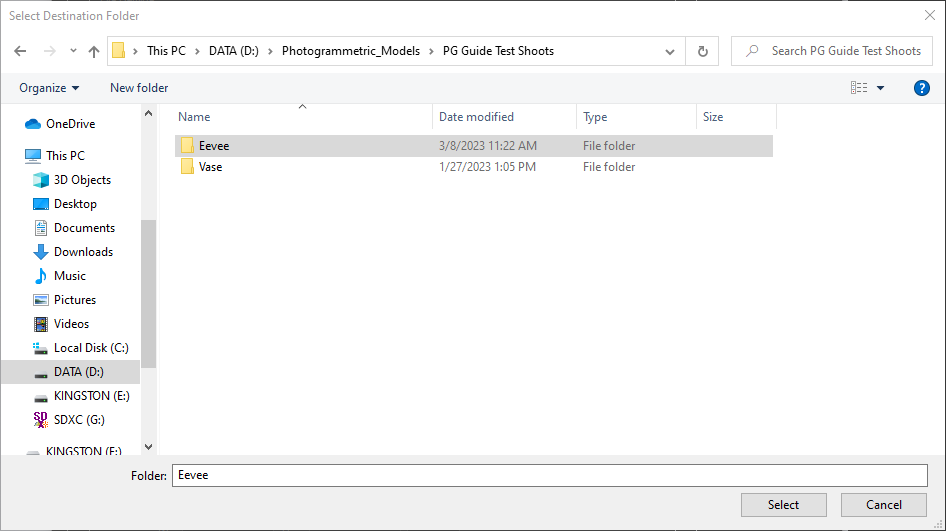 Select Destination Folder
This PC > DATA (D:) > Photogrammetric_Models > PG Guide Test Shoots
Search PG Guide Test Shoots
Organize
New folder
Name Date modified Type Size
Eevee 3/8/2023 11:22 AM File folder
Vase 1/27/2023 1:05 PM File folder
OneDrive
This PC
3D Objects
Desktop
Documents
Downloads
Music
Pictures
Videos
Local Disk (C:)
DATA (D:)
KINGSTON (E:)
SDXC (G:)
KINGSTON (E:)
Folder: Eevee
Select Cancel